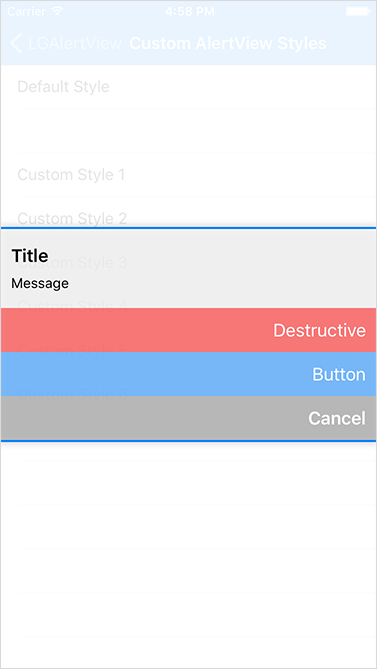 Carrier 4:58 PM
LGAlertView Custom AlertView Styles
Default Style
Custom Style 1
Custom Style 2
Title
Custom Style 3
Message
Destructive
Button
Cancel